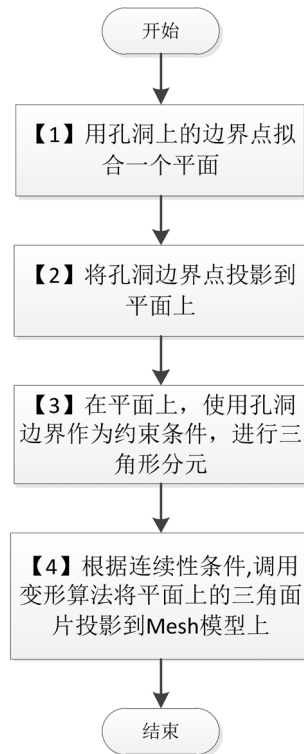 开始
【1】用孔洞上的边界点拟
合一个平面
【2】将孔洞边界点投影到
平面上
【3】在平面上，使用孔洞
边界作为约束条件，进行三
角形分元
【4】根据连续性条件,调用
变形算法将平面上的三角面
片投影到Mesh模型上
结束